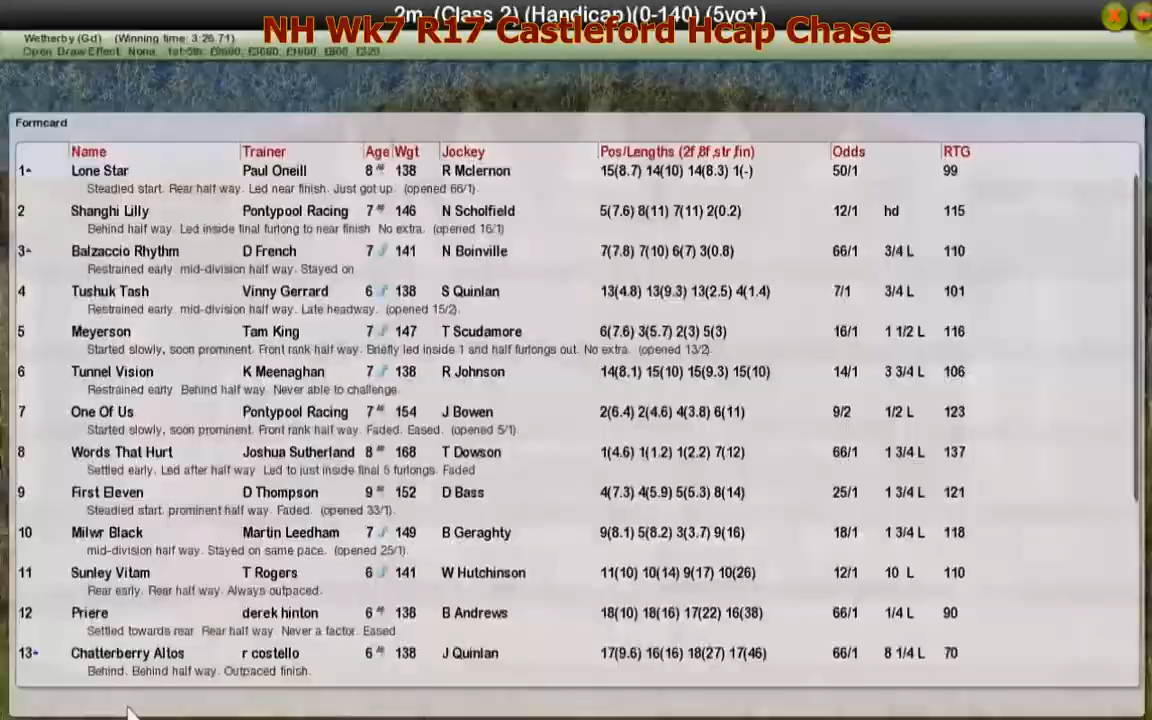 2m. (Class 2) (Handicap)(0-140) (5yo+)
NH Wk7 R17 Castleford Hcap Chase
Wetherby (Gd) (Winning time: 3:26.71)
Open Draw Effect: None. 1st-5th:
Formcard
Name Trainer Age Wgt Jockey Pos/Lengths (2f,8f,str,fin) Odds RTG
1 Lone Star Paul Oneill 8 138 R Mclernon 15(8.7) 14(10) 14(8.3) 1(-) 50/1 99
Steadied start. Rear half way. Led near finish. Just got up. (opened 66/1).
2 Shanghi Lilly Pontypool Racing 7 146 N Scholfield 5(7.6) 8(11) 7(11) 2(0.2) 12/1 hd 115
Behind half way. Led inside final furlong to near finish No extra. (opened 16/1)
3 Balzaccio Rhythm D French 7 141 N Boinville 7(7.8) 7(10) 6(7) 3(0.8) 66/1 3/4 L 110
Restrained early. mid-division half way. Stayed on
4 Tushuk Tash Vinny Gerrard 6 138 S Quinlan 13(4.8) 13(9.3) 13(2.5) 4(1.4) 7/1 3/4 L 101
Restrained early. mid-division half way. Late headway. (opened 15/2).
5 Meyerson Tam King 7 147 T Scudamore 6(7.6) 3(5.7) 2(3) 5(3) 16/1 1 1/2 L 116
Started slowly, soon prominent. Front rank half way. Briefly led inside 1 and half furlongs out. No extra. (opened 13/2).
6 Tunnel Vision K Meenaghan 7 138 R Johnson 14(8.1) 15(10) 15(9.3) 15(10) 14/1 3 3/4 L 106
Restrained early. Behind half way. Never able to challenge.
7 One Of Us Pontypool Racing 7 154 J Bowen 2(6.4) 2(4.6) 4(3.8) 6(11) 9/2 1/2 L 123
Started slowly, soon prominent. Front rank half way. Faded. Eased. (opened 5/1)
8 Words That Hurt Joshua Sutherland 8 168 T Dowson 1(4.6) 1(1.2) 1(2.2) 7(12) 66/1 1 3/4 L 137
Settled early. Led after half way Led to just inside final 5 furlongs. Faded
9 First Eleven D Thompson 9 152 D Bass 4(7.3) 4(5.9) 5(5.3) 8(14) 25/1 1 3/4 L 121
Steadied start. prominent half way. Faded. (opened 33/1).
10 Milwr Black Martin Leedham 7 149 B Geraghty 9(8.1) 5(8.2) 3(3.7) 9(16) 18/1 1 3/4 L 118
mid-division half way. Stayed on same pace. (opened 25/1)
11 Sunley Vitam T Rogers 6 141 W Hutchinson 11(10) 10(14) 9(17) 10(26) 12/1 10 L 110
Rear early. Rear half way. Always outpaced.
12 Priere derek hinton 6 138 B Andrews 18(10) 18(16) 17(22) 16(38) 66/1 1/4 L 90
Settled towards rear Rear half way. Never a factor. Eased
13 Chatterberry Altos r costello 6 138 J Quinlan 17(9.6) 16(16) 18(27) 17(46) 66/1 8 1/4 L 70
Behind. Behind half way. Outpaced finish.